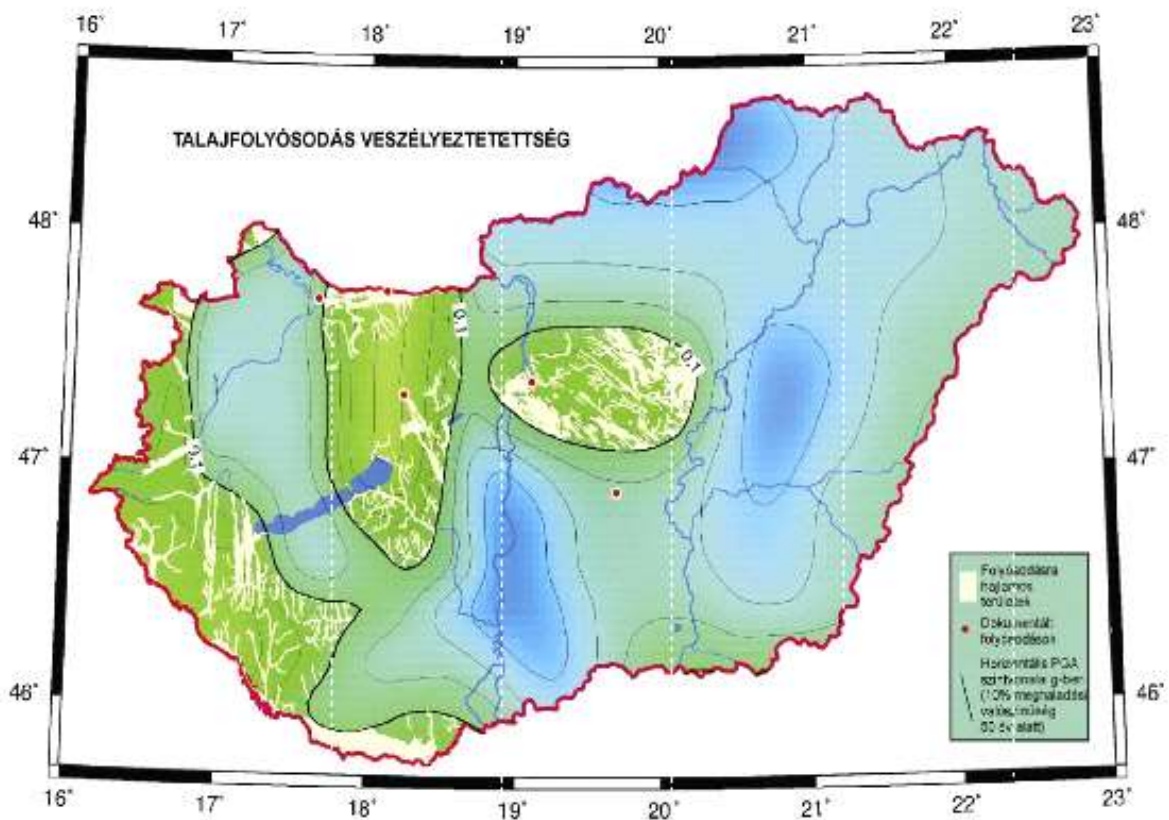 16° 17° 18° 19° 20° 21° 22° 23°
TALAJFOLYÓSODÁS VESZÉLYEZTETETTSÉG
48° 48°
0.1
0.1
0.1
47° 47°
Folyósodásra
hajlamos
területek
Dokumentált
folyósodások
Horizontális PGA
szintvonalai g-ben
(10% meghaladási
valószínűség
50 év alatt)
46° 46°
16° 17° 18° 19° 20° 21° 22° 23°